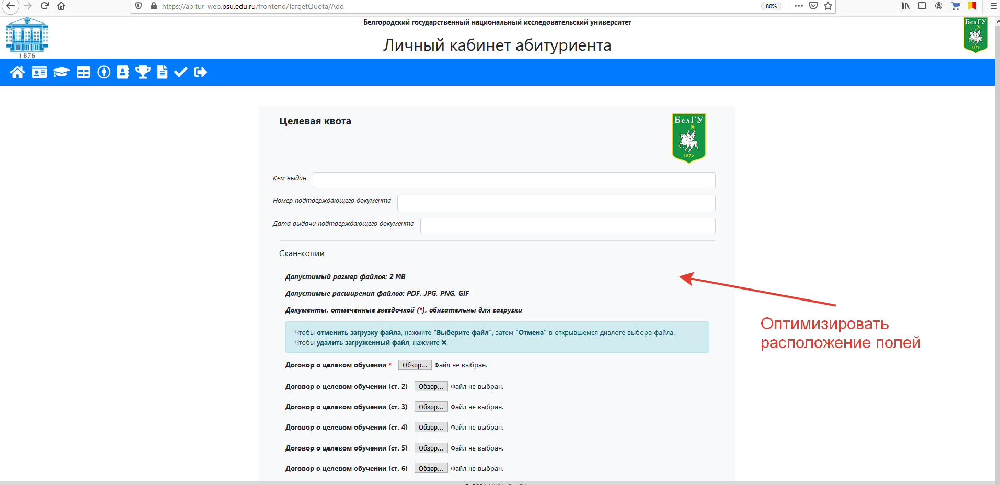 https://abitur-web.bsu.edu.ru/frontend/TargetQuota/Add
80%
Белгородский государственный национальный исследовательский университет
БелГУ
1876
Личный кабинет абитуриента
1876
Целевая квота
БелГУ
1876
Кем выдан
Номер подтверждающего документа
Дата выдачи подтверждающего документа
Скан-копии
Допустимый размер файлов: 2 MB
Допустимые расширения файлов: PDF, JPG, PNG, GIF
Документы, отмеченные звездочкой (*), обязательны для загрузки
Чтобы отменить загрузку файла, нажмите "Выберите файл", затем "Отмена" в открывшемся диалоге выбора файла.
Чтобы удалить загруженный файл, нажмите ✖.
Оптимизировать
расположение полей
Договор о целевом обучении * Обзор... Файл не выбран.
Договор о целевом обучении (ст. 2) Обзор... Файл не выбран.
Договор о целевом обучении (ст. 3) Обзор... Файл не выбран.
Договор о целевом обучении (ст. 4) Обзор... Файл не выбран.
Договор о целевом обучении (ст. 5) Обзор... Файл не выбран.
Договор о целевом обучении (ст. 6) Обзор... Файл не выбран.